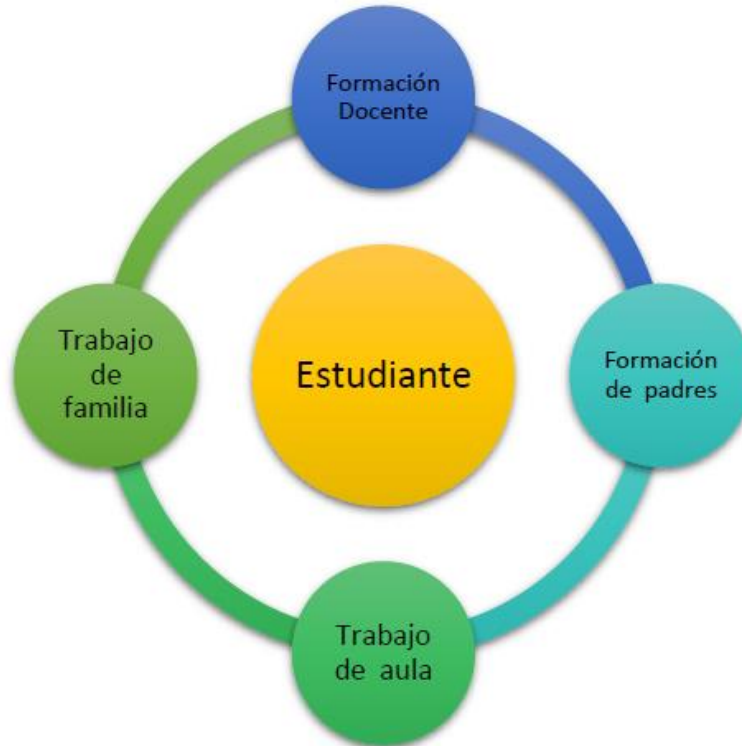 Formación
Docente
Trabajo
de
familia
Estudiante
Formación
de padres
Trabajo
de aula